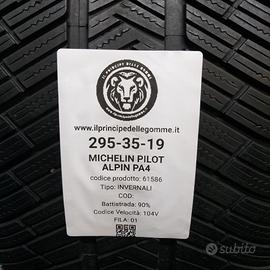 IL PRINCIPE DELLE GOMME
www.ilprincipedellegomme.it
295-35-19
MICHELIN PILOT
ALPIN PA4
codice prodotto: 61586
Tipo: INVERNALI
COD:
Battistrada: 90%
Codice Velocità: 104V
FILA: 01
subito